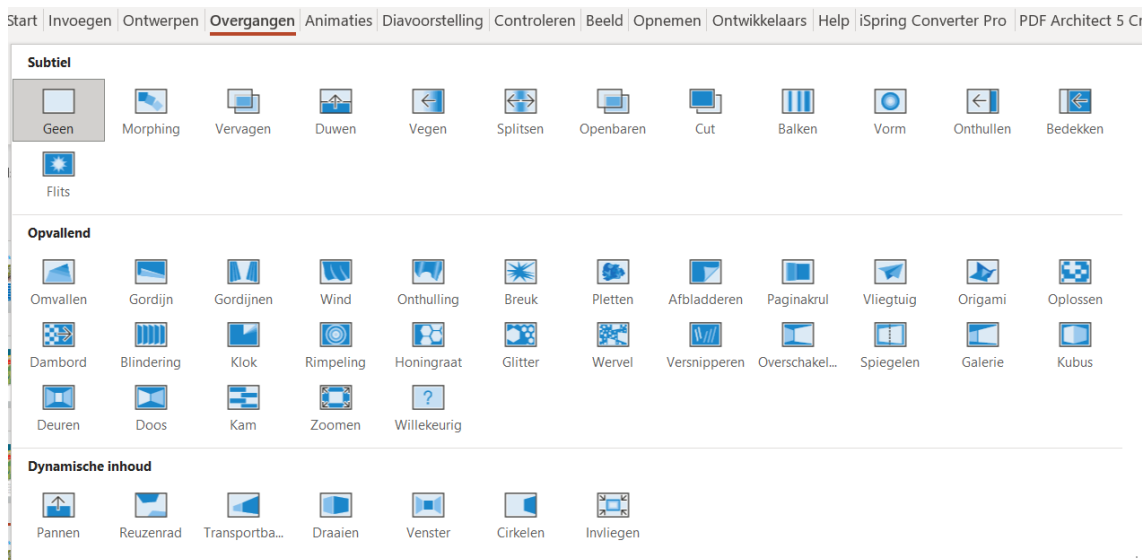 Start Invoegen Ontwerpen Overgangen Animaties Diavoorstelling Controleren Beeld Opnemen Ontwikkelaars Help iSpring Converter Pro PDF Architect 5 Cr
Subtiel
Geen Morphing Vervagen Duwen Vegen Splitsen Openbaren Cut Balken Vorm Onthullen Bedekken
Flits
Opvallend
Omvallen Gordijn Gordijnen Wind Onthulling Breuk Pletten Afbladderen Paginakrul Vliegtuig Origami Oplossen
Dambord Blindering Klok Rimpeling Honingraat Glitter Wervel Versnipperen Overschakel... Spiegelen Galerie Kubus
Deuren Doos Kam Zoomen Willekeurig
Dynamische inhoud
Pannen Reuzenrad Transportba... Draaien Venster Cirkelen Invliegen